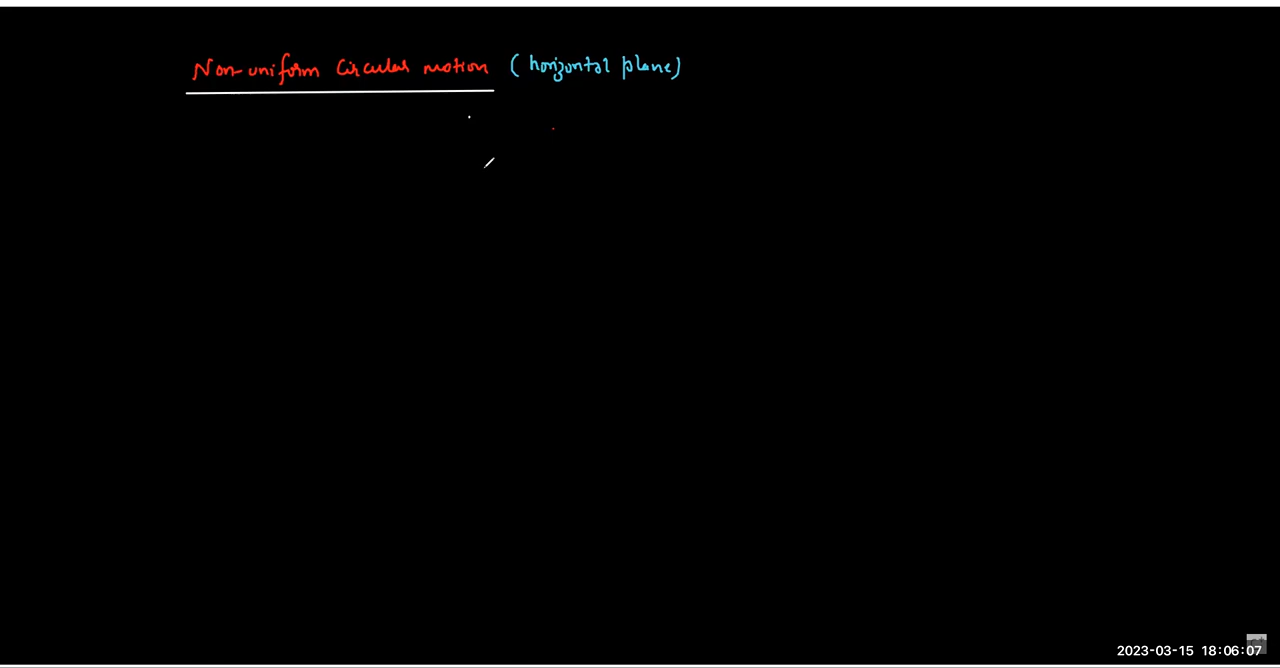 Non-uniform Circular motion (horizontal plane)
2023-03-15 18:06:07